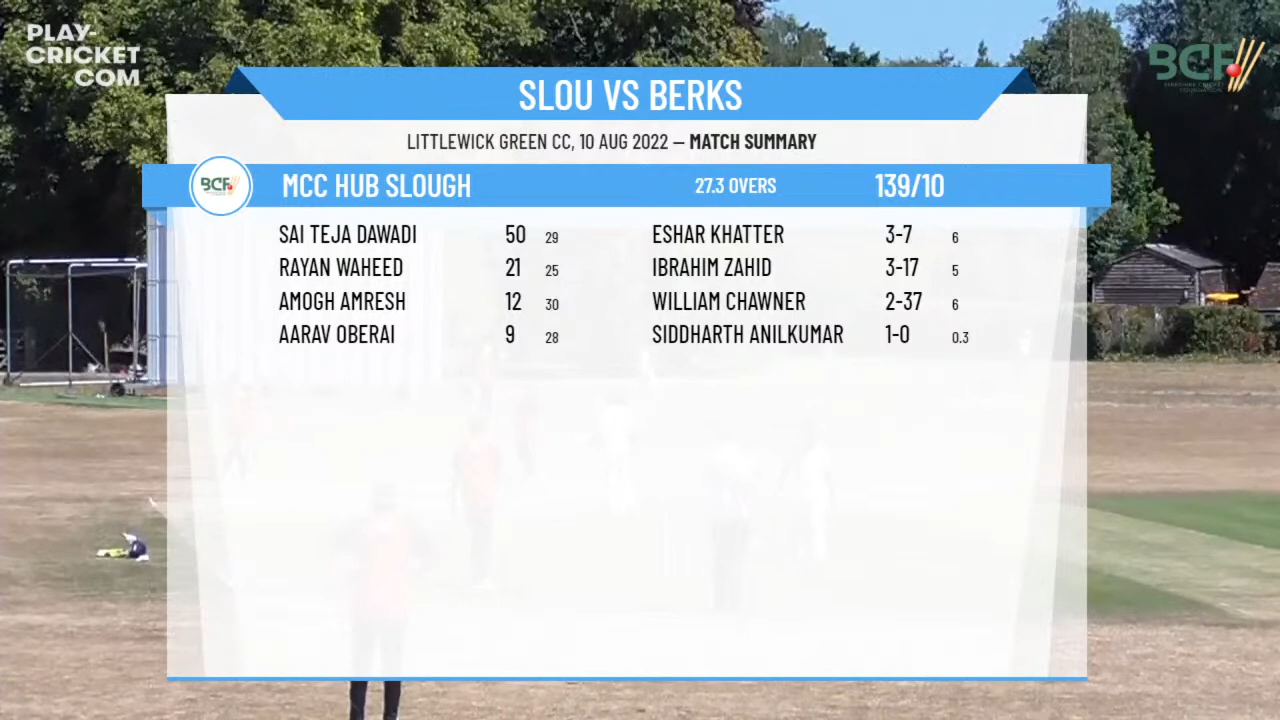 PLAY-
CRICKET
COM
BCF
SLOU VS BERKS
LITTLEWICK GREEN CC, 10 AUG 2022 – MATCH SUMMARY
BCF MCC HUB SLOUGH 27.3 OVERS 139/10
SAI TEJA DAWADI 50 29 ESHAR KHATTER 3-7 6
RAYAN WAHEED 21 25 IBRAHIM ZAHID 3-17 5
AMOGH AMRESH 12 30 WILLIAM CHAWNER 2-37 6
AARAV OBERAI 9 28 SIDDHARTH ANILKUMAR 1-0 0.3